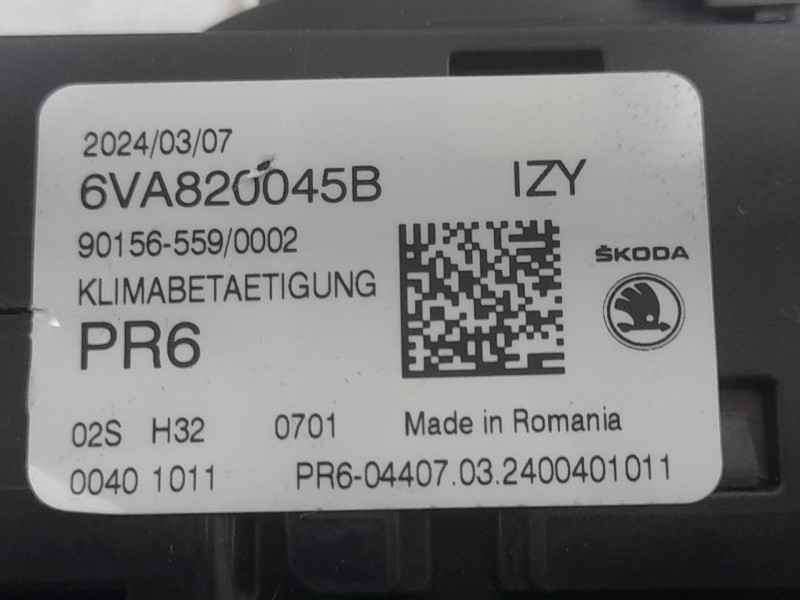 2024/03/07
6VA820045B IZY
90156-559/0002
KLIMABETAETIGUNG
ŠKODA
PR6
02S H32 0701 Made in Romania
0040 1011 PR6-04407.03.2400401011